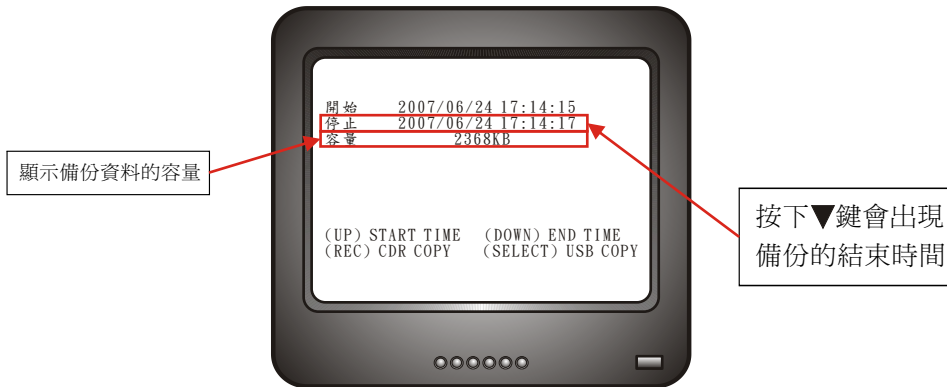 開始 2007/06/24 17:14:15
停止 2007/06/24 17:14:17
容量 2368KB
顯示備份資料的容量
按下▼鍵會出現
備份的結束時間
(UP) START TIME (DOWN) END TIME
(REC) CDR COPY (SELECT) USB COPY